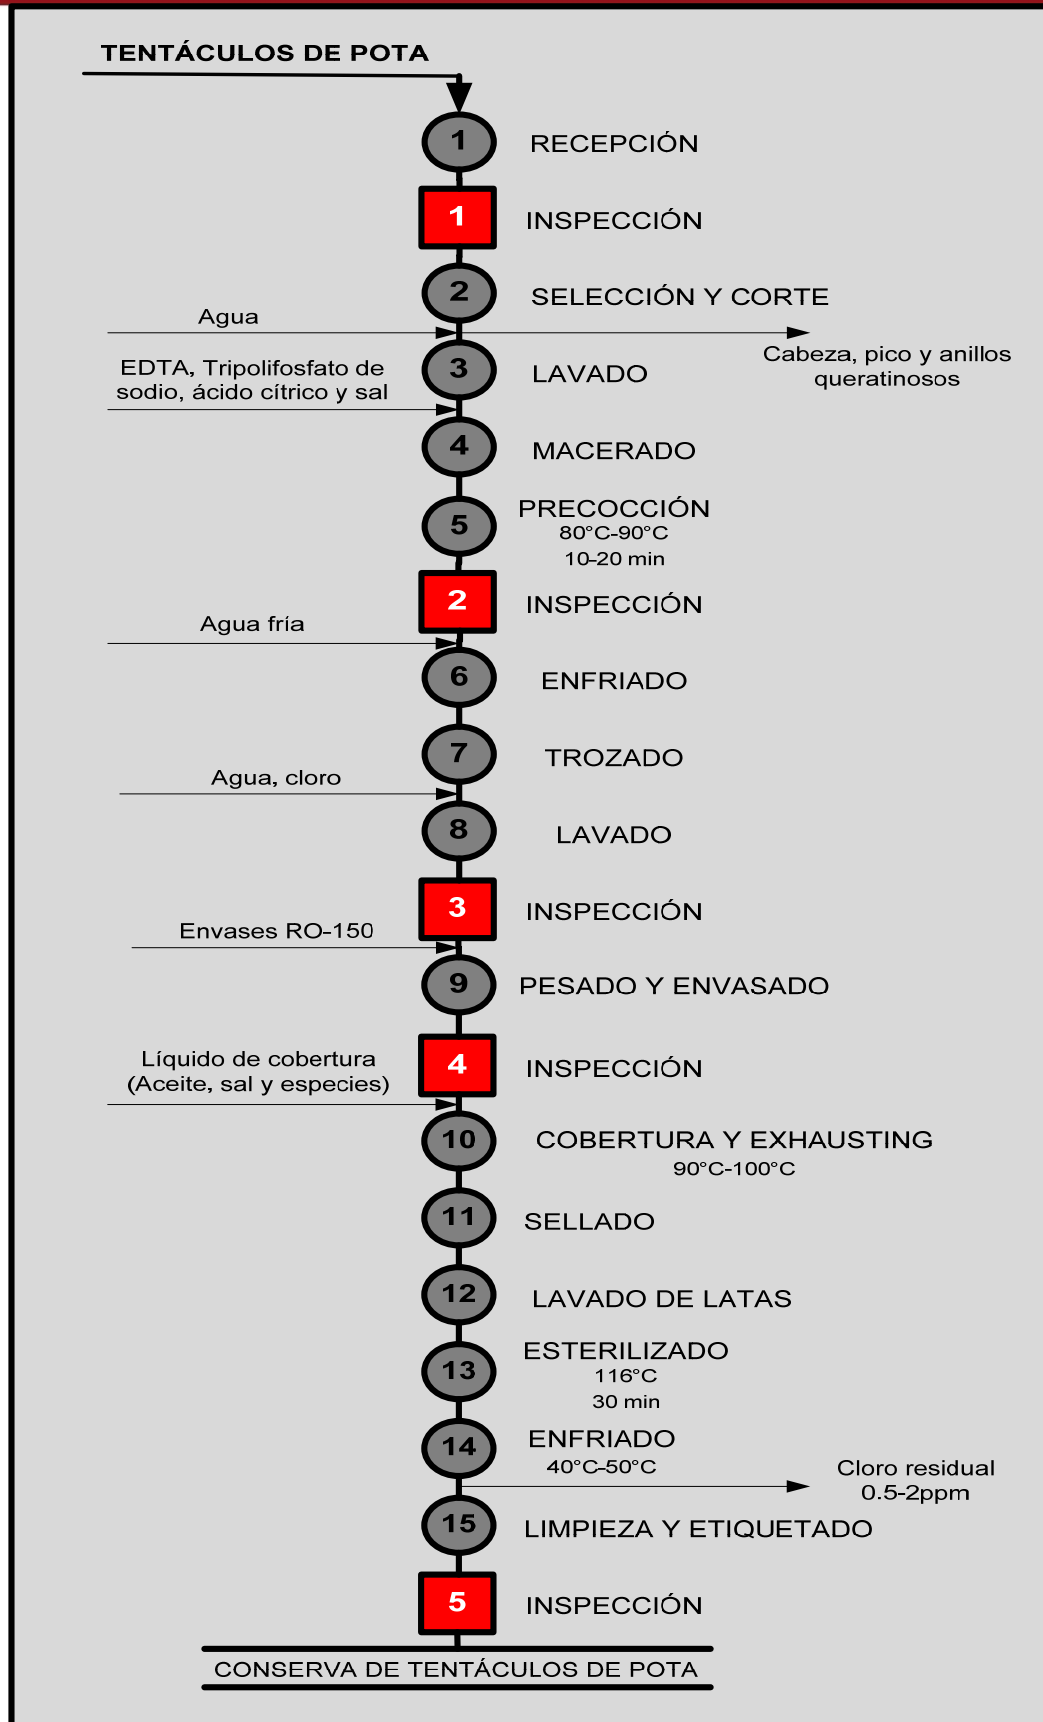 TENTÁCULOS DE POTA
1
RECEPCIÓN
1
INSPECCIÓN
2
SELECCIÓN Y CORTE
Agua
Cabeza, pico y anillos
queratinosos
3
LAVADO
EDTA, Tripolifosfato de
sodio, ácido cítrico y sal
4
MACERADO
5
PRECOCCIÓN
80°C-90°C
10-20 min
2
INSPECCIÓN
Agua fría
6
ENFRIADO
7
TROZADO
Agua, cloro
8
LAVADO
3
INSPECCIÓN
Envases RO-150
9
PESADO Y ENVASADO
4
INSPECCIÓN
Líquido de cobertura
(Aceite, sal y especies)
10
COBERTURA Y EXHAUSTING
90°C-100°C
11
SELLADO
12
LAVADO DE LATAS
13
ESTERILIZADO
116°C
30 min
14
ENFRIADO
40°C-50°C
Cloro residual
0.5-2ppm
15
LIMPIEZA Y ETIQUETADO
5
INSPECCIÓN
CONSERVA DE TENTÁCULOS DE POTA